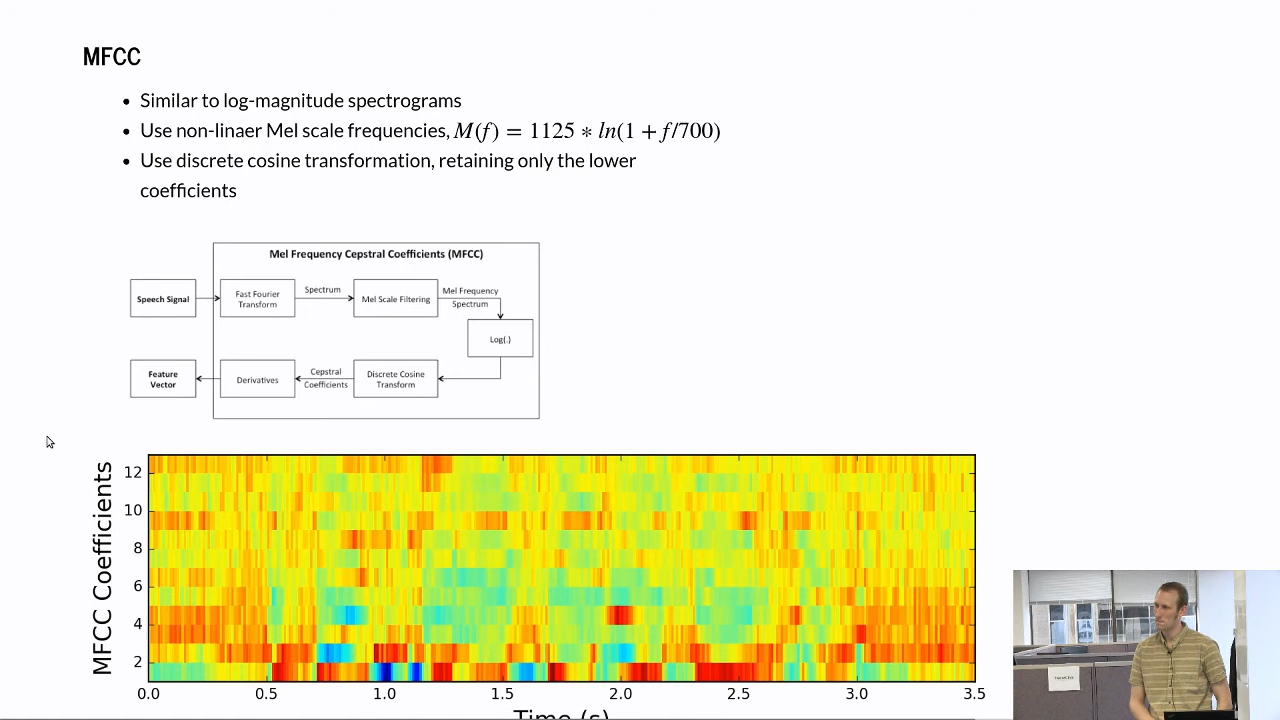 MFCC
• Similar to log-magnitude spectrograms
• Use non-linaer Mel scale frequencies, M(f) = 1125 * ln(1 + f/700)
• Use discrete cosine transformation, retaining only the lower
coefficients
Mel Frequency Cepstral Coefficients (MFCC)
Speech Signal
Fast Fourier
Transform
Spectrum
Mel Scale Filtering
Mel Frequency
Spectrum
Log(.)
Discrete Cosine
Transform
Cepstral
Coefficients
Derivatives
Feature
Vector
MFCC Coefficients
12
10
8
6
4
2
0.0 0.5 1.0 1.5 2.0 2.5 3.0 3.5
Time (s)